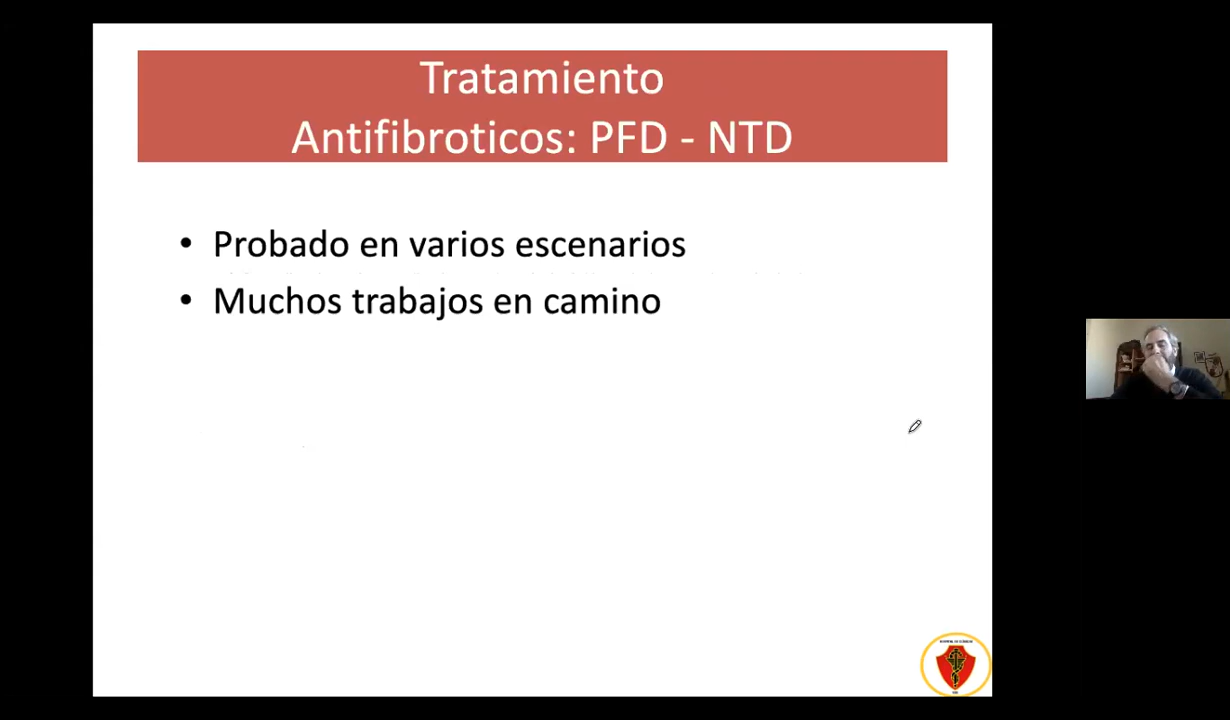 Tratamiento
Antifibroticos: PFD - NTD
• Probado en varios escenarios
• Muchos trabajos en camino